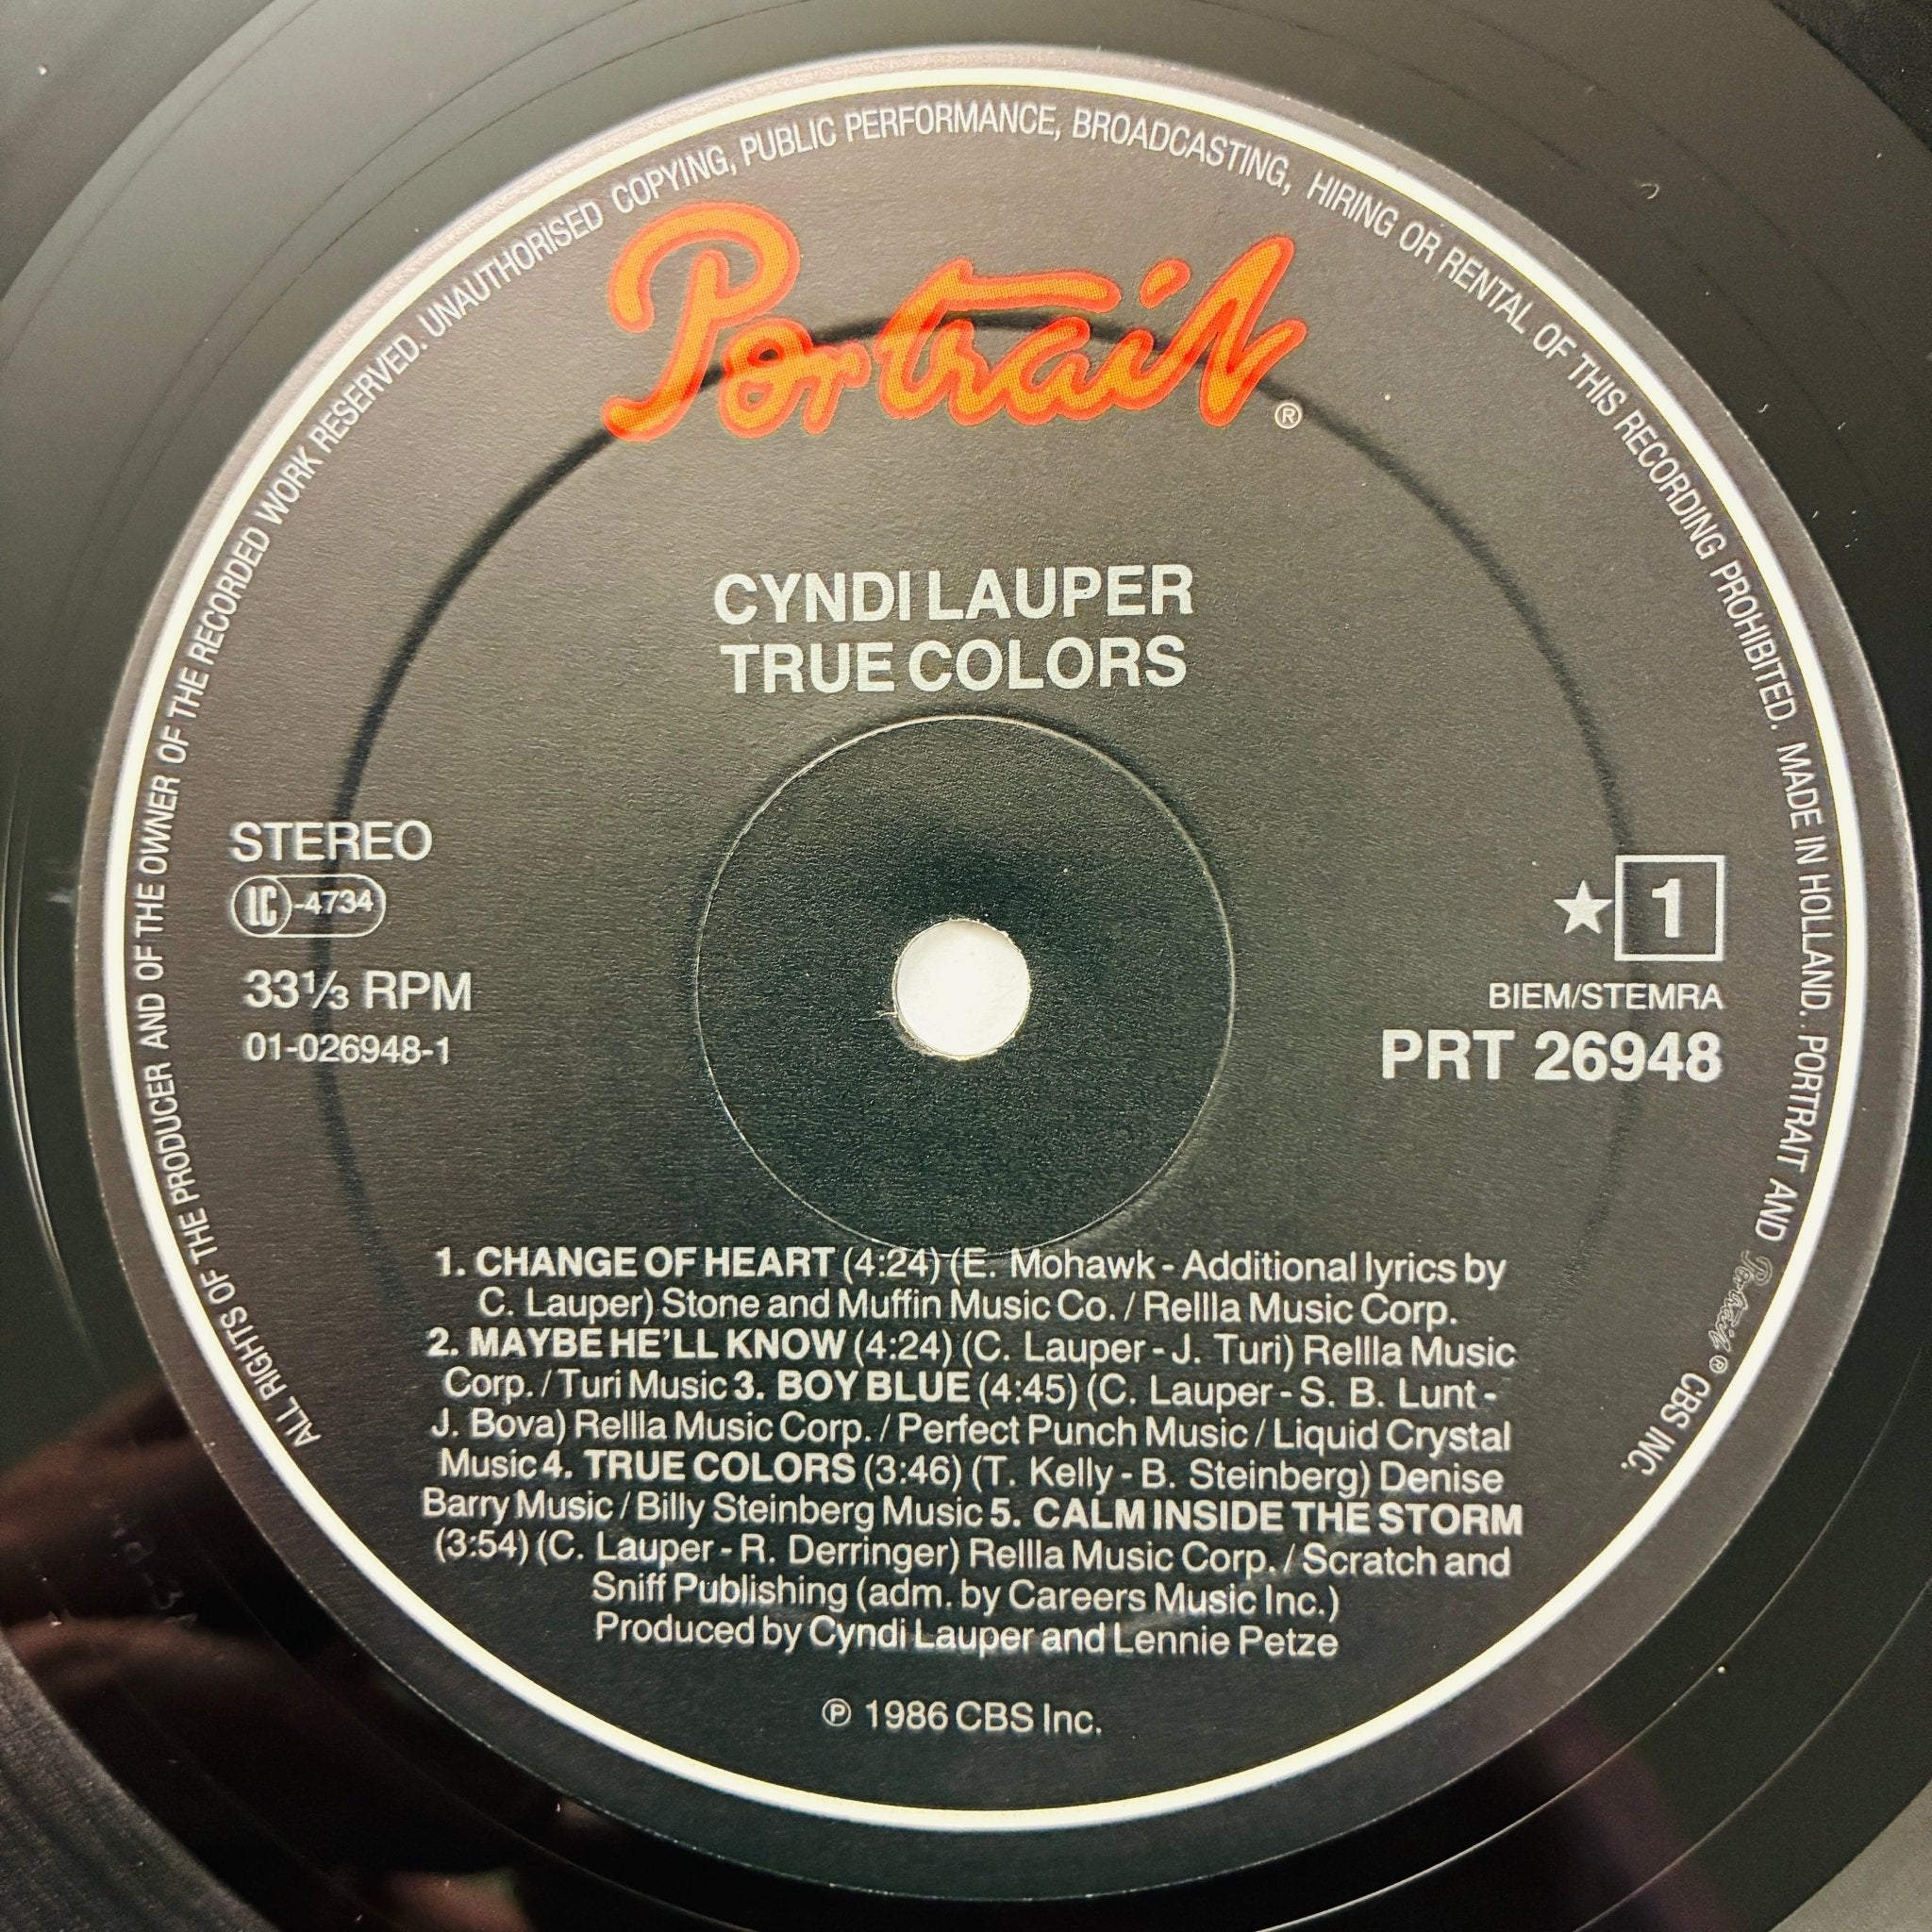 ALL RIGHTS OF THE PRODUCER AND OF THE OWNER OF THE RECORDED WORK RESERVED. UNAUTHORISED COPYING, PUBLIC PERFORMANCE, BROADCASTING, HIRING OR RENTAL OF THIS RECORDING PROHIBITED. MADE IN HOLLAND. PORTRAIT AND Portrait ® CBS INC.
Portrait ®
CYNDI LAUPER
TRUE COLORS
STEREO
LC-4734
33⅓ RPM
01-026948-1
★ 1
BIEM/STEMRA
PRT 26948
1. CHANGE OF HEART (4:24) (E. Mohawk - Additional lyrics by
C. Lauper) Stone and Muffin Music Co. / Rellla Music Corp.
2. MAYBE HE'LL KNOW (4:24) (C. Lauper - J. Turi) Rellla Music
Corp. / Turi Music 3. BOY BLUE (4:45) (C. Lauper - S. B. Lunt -
J. Bova) Rellla Music Corp. / Perfect Punch Music / Liquid Crystal
Music 4. TRUE COLORS (3:46) (T. Kelly - B. Steinberg) Denise
Barry Music / Billy Steinberg Music 5. CALM INSIDE THE STORM
(3:54) (C. Lauper - R. Derringer) Rellla Music Corp. / Scratch and
Sniff Publishing (adm. by Careers Music Inc.)
Produced by Cyndi Lauper and Lennie Petze
℗ 1986 CBS Inc.